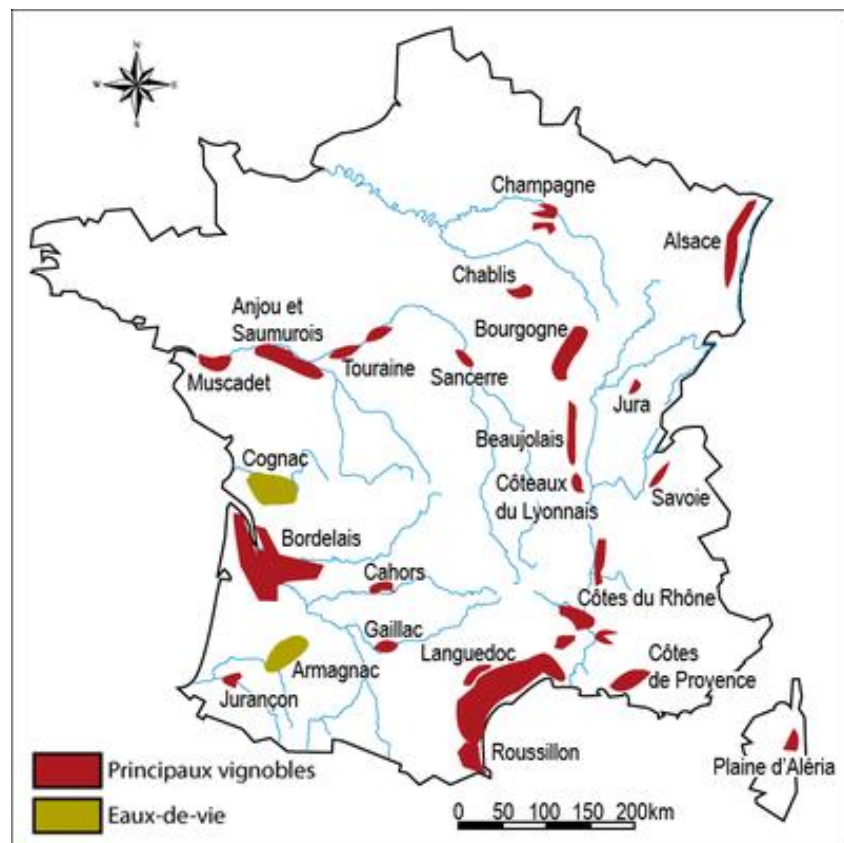 N
W
E
S
Champagne
Alsace
Chablis
Anjou et
Saumurois
Bourgogne
Touraine
Sancerre
Muscadet
Jura
Beaujolais
Cognac
Côteaux
du Lyonnais
Savoie
Bordelais
Cahors
Côtes du Rhône
Gaillac
Languedoc
Côtes
de Provence
Armagnac
Jurançon
Roussillon
Plaine d'Aléria
Principaux vignobles
Eaux-de-vie
0 50 100 150 200km